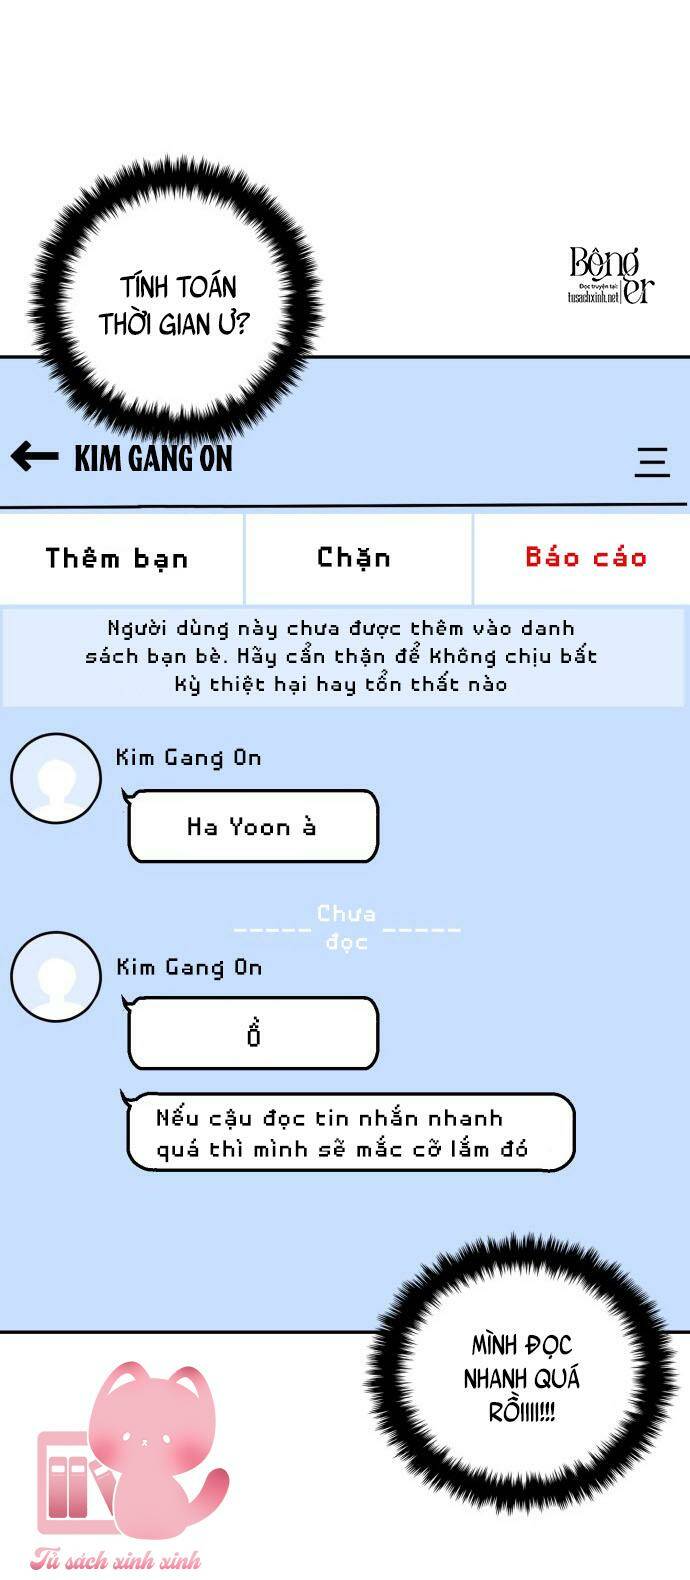 TÍNH TOÁN
THỜI GIAN Ư?
Bông
er
Đọc truyện tại:
tusachxinh.net
← KIM GANG ON
Thêm bạn
Chặn
Báo cáo
Người dùng này chưa được thêm vào danh
sách bạn bè. Hãy cẩn thận để không chịu bất
kỳ thiệt hại hay tổn thất nào
Kim Gang On
Ha Yoon à
----- Chưa -----
đọc
Kim Gang On
Ồ
Nếu cậu đọc tin nhắn nhanh
quá thì mình sẽ mắc cỡ lắm đó
MÌNH ĐỌC
NHANH QUÁ
RỒIIII!!!
Tủ sách xinh xinh